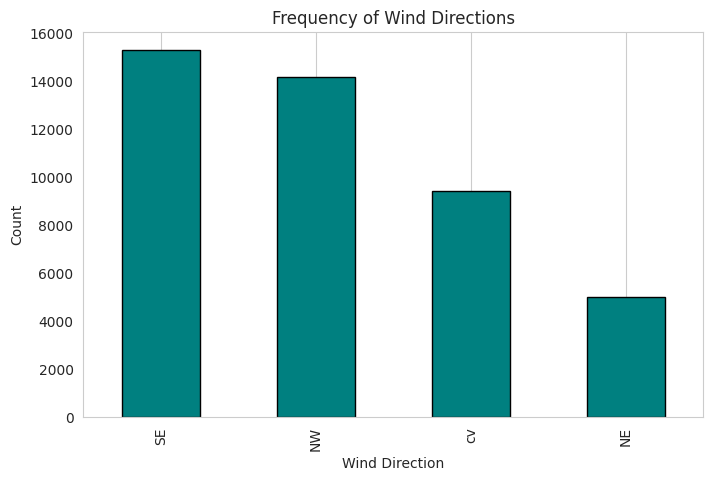 Frequency of Wind Directions
16000
14000
12000
10000
8000
6000
4000
2000
0
Count
SE
NW
cv
NE
Wind Direction